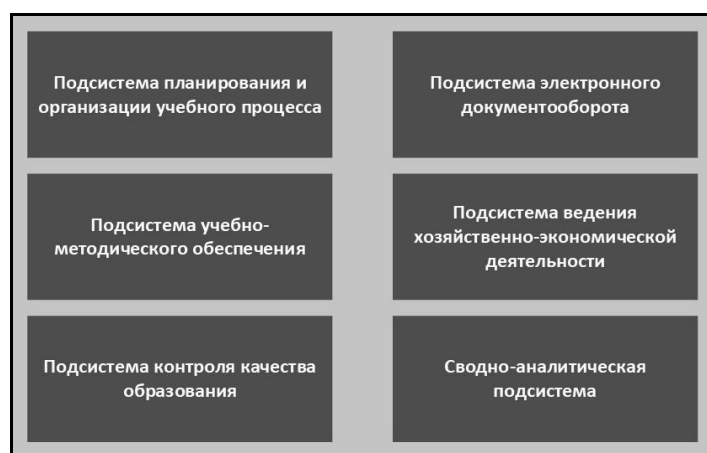 Подсистема планирования и
организации учебного процесса
Подсистема электронного
документооборота
Подсистема учебно-
методического обеспечения
Подсистема ведения
хозяйственно-экономической
деятельности
Подсистема контроля качества
образования
Сводно-аналитическая
подсистема